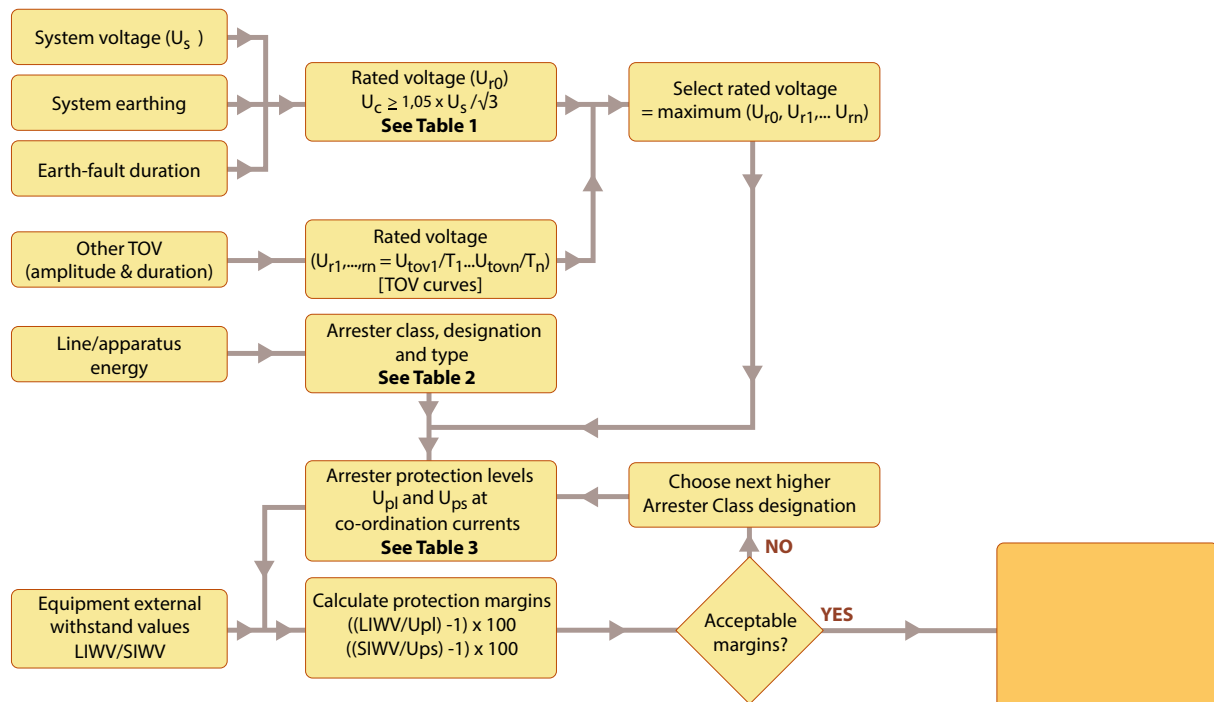 System voltage (Us )
System earthing
Earth-fault duration
Rated voltage (Ur0)
Uc ≥ 1,05 x Us /√3
See Table 1
Select rated voltage
= maximum (Ur0, Ur1,... Urn)
Other TOV
(amplitude & duration)
Rated voltage
(Ur1,...,rn = Utov1/T1...Utovn/Tn)
[TOV curves]
Line/apparatus
energy
Arrester class, designation
and type
See Table 2
Arrester protection levels
Upl and Ups at
co-ordination currents
See Table 3
Choose next higher
Arrester Class designation
NO
Equipment external
withstand values
LIWV/SIWV
Calculate protection margins
((LIWV/Upl) -1) x 100
((SIWV/Ups) -1) x 100
Acceptable
margins?
YES